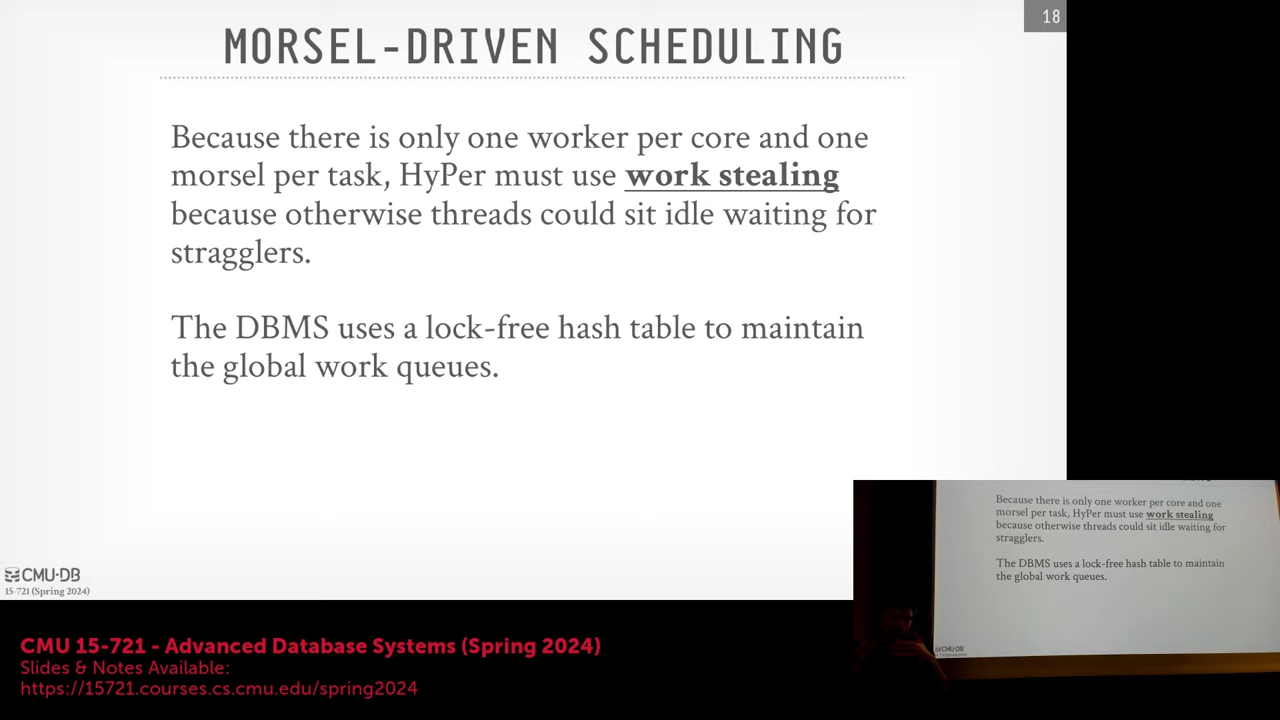 18
MORSEL-DRIVEN SCHEDULING
Because there is only one worker per core and one
morsel per task, HyPer must use work stealing
because otherwise threads could sit idle waiting for
stragglers.
The DBMS uses a lock-free hash table to maintain
the global work queues.
CMU·DB
15-721 (Spring 2024)
Because there is only one worker per core and one
morsel per task, HyPer must use work stealing
because otherwise threads could sit idle waiting for
stragglers.
The DBMS uses a lock-free hash table to maintain
the global work queues.
CMU·DB
CMU 15-721 - Advanced Database Systems (Spring 2024)
Slides & Notes Available:
https://15721.courses.cs.cmu.edu/spring2024